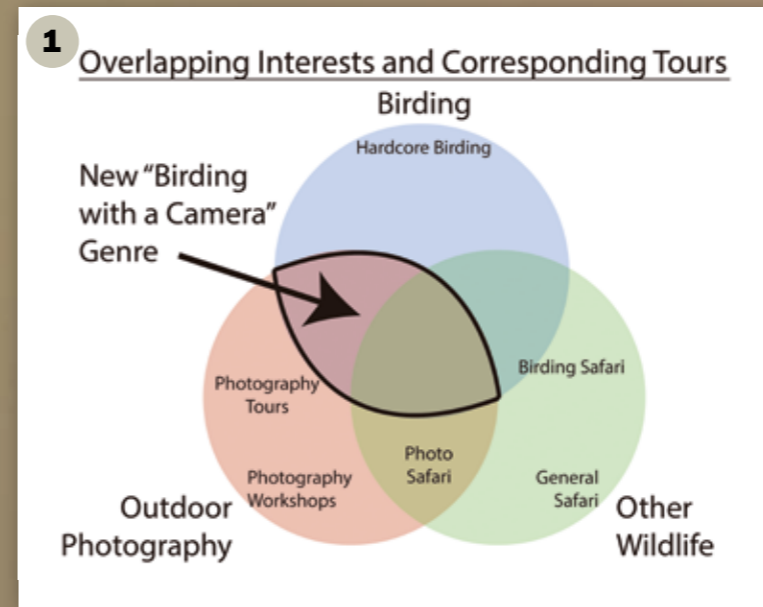 1
Overlapping Interests and Corresponding Tours
Birding
Hardcore Birding
New “Birding
with a Camera”
Genre
Birding Safari
Photography
Tours
Photo
Safari
Photography
Workshops
General
Safari
Outdoor
Photography
Other
Wildlife